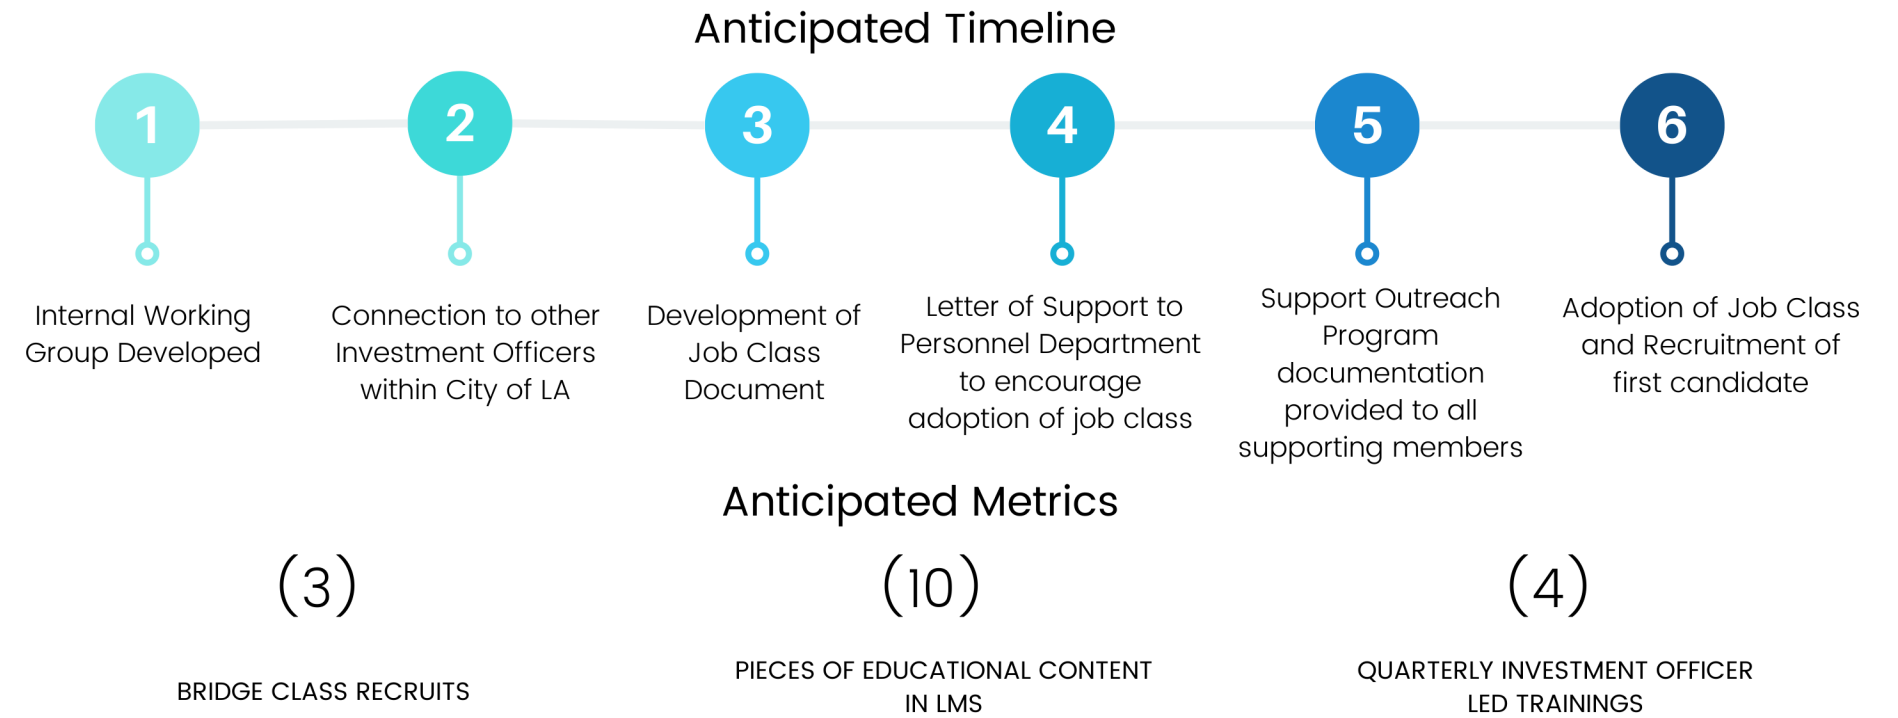 Anticipated Timeline
1
2
3
4
5
6
Internal Working
Group Developed
Connection to other
Investment Officers
within City of LA
Development of
Job Class
Document
Letter of Support to
Personnel Department
to encourage
adoption of job class
Support Outreach
Program
documentation
provided to all
supporting members
Adoption of Job Class
and Recruitment of
first candidate
Anticipated Metrics
(3)
BRIDGE CLASS RECRUITS
(10)
PIECES OF EDUCATIONAL CONTENT
IN LMS
(4)
QUARTERLY INVESTMENT OFFICER
LED TRAININGS